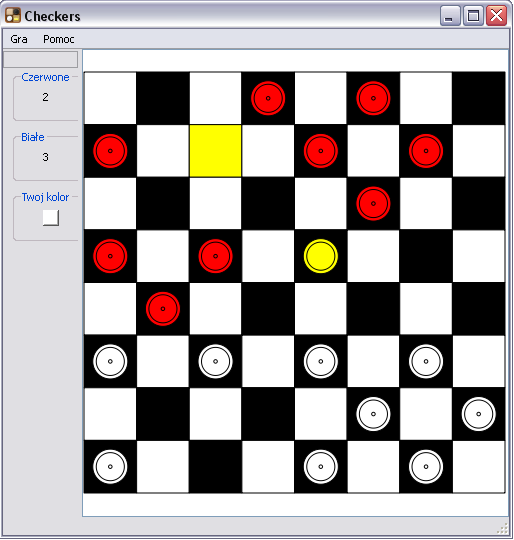 Checkers
Gra Pomoc
Czerwone
2
Białe
3
Twoj kolor